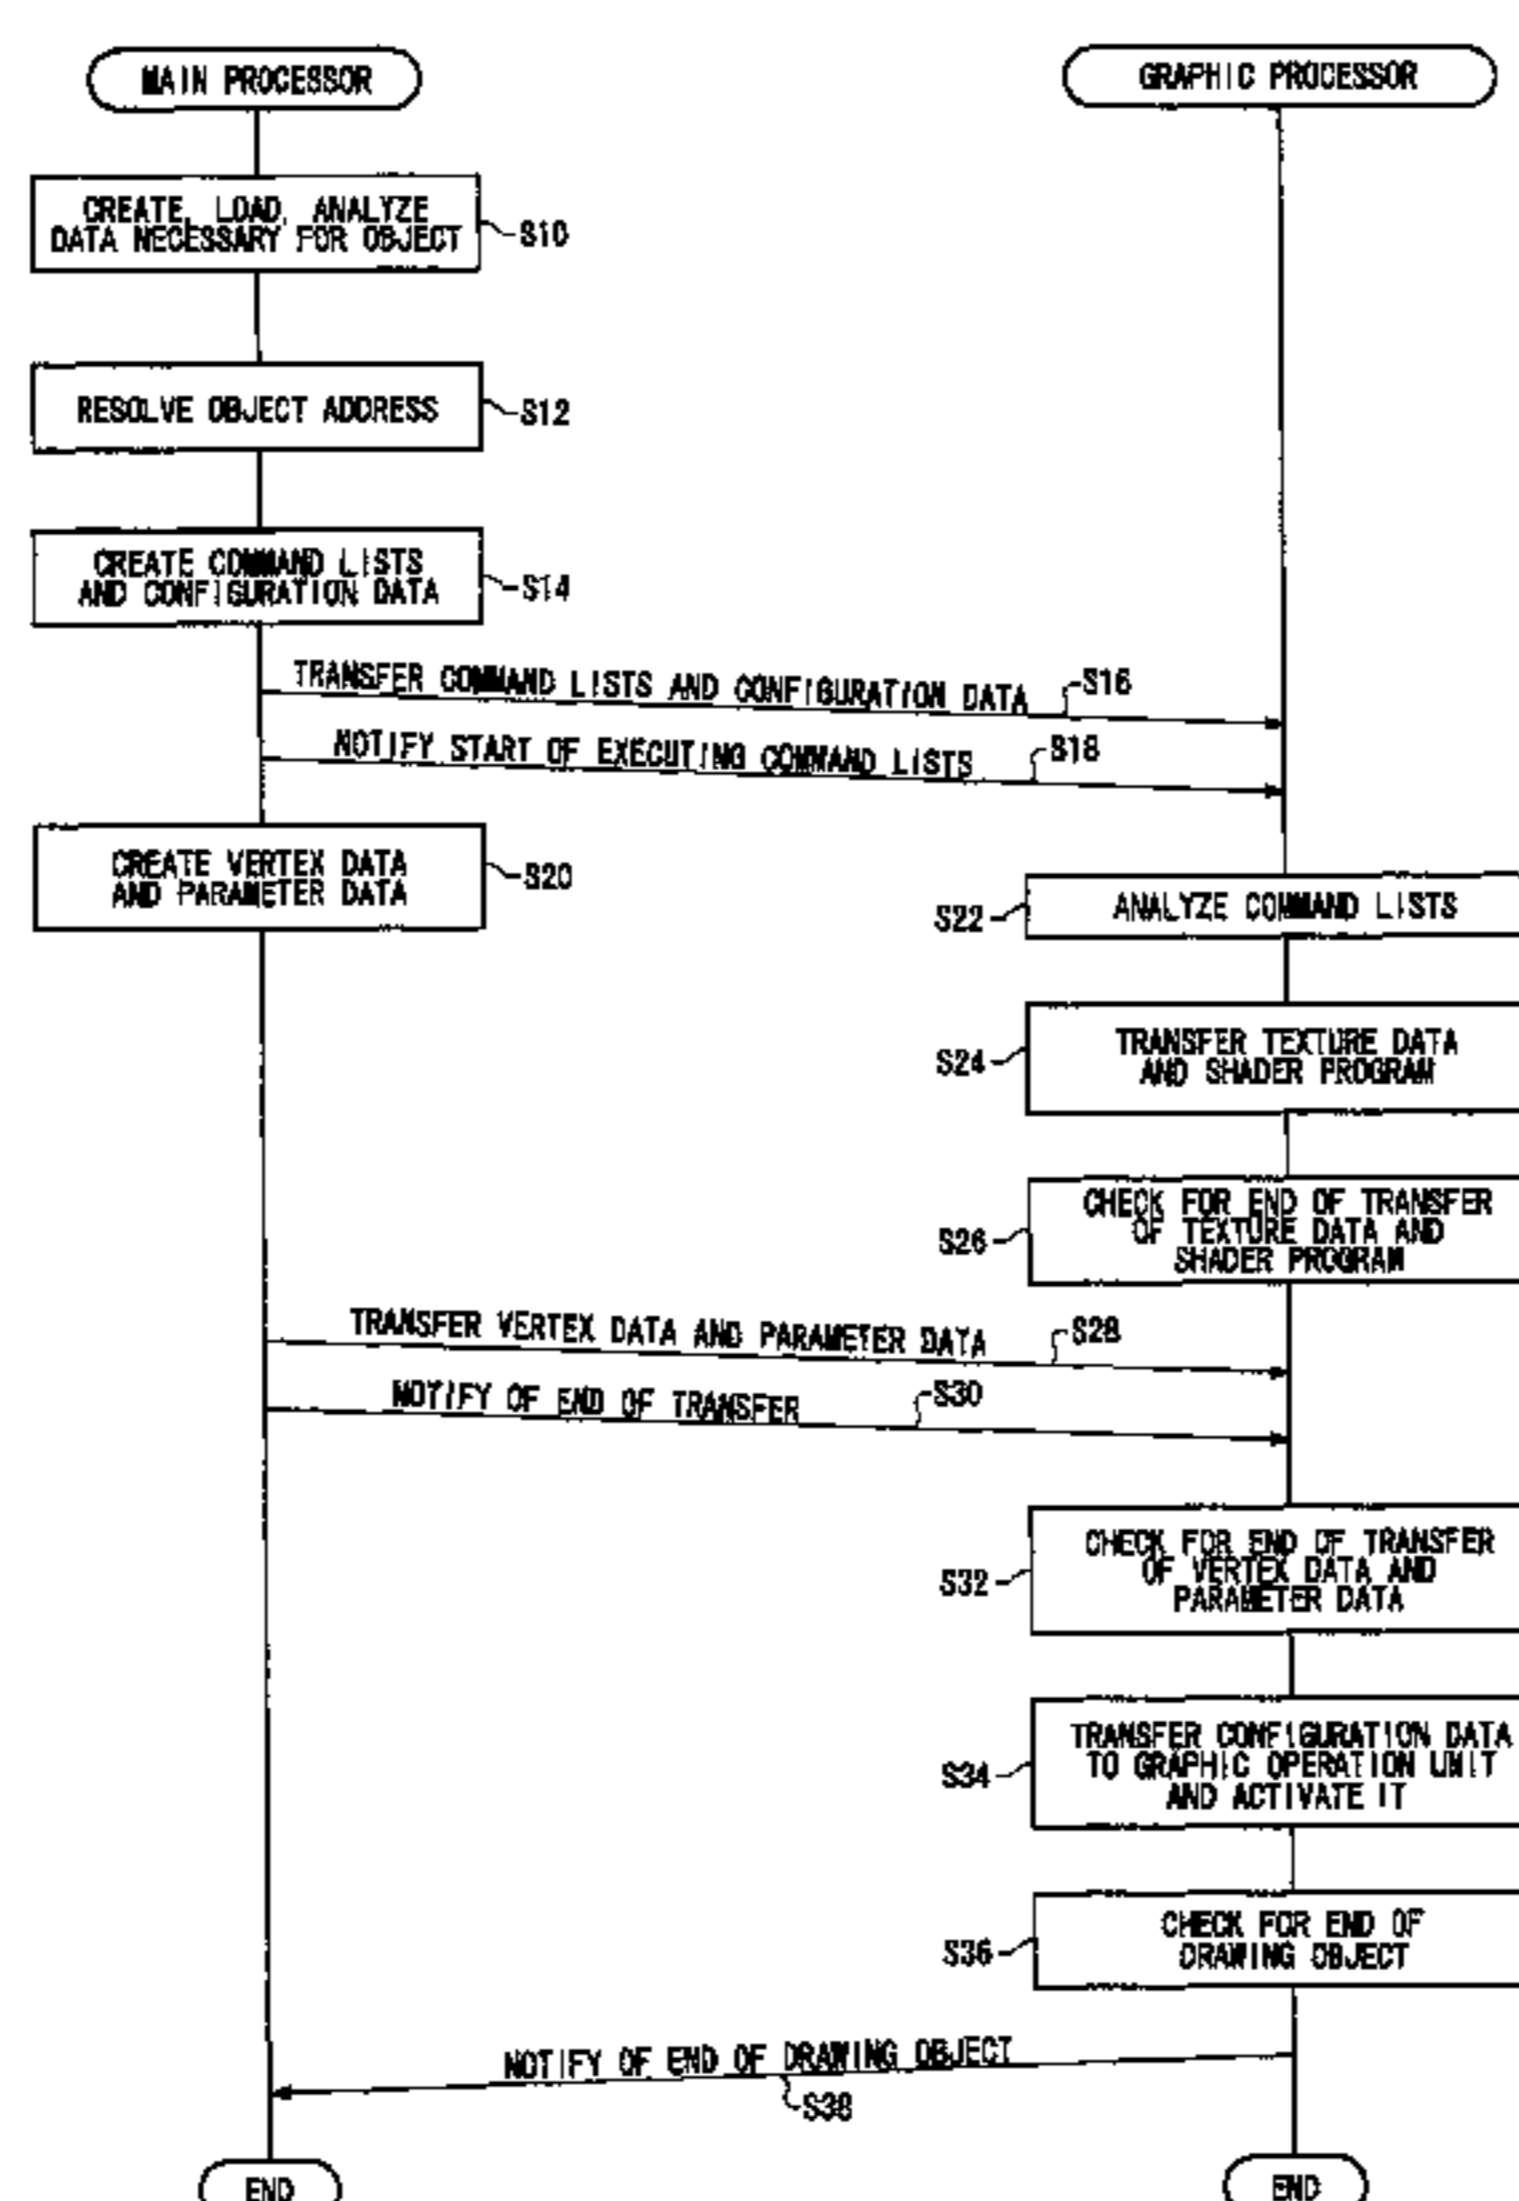 MAIN PROCESSOR
GRAPHIC PROCESSOR
CREATE, LOAD, ANALYZE
DATA NECESSARY FOR OBJECT
S10
RESOLVE OBJECT ADDRESS
S12
CREATE COMMAND LISTS
AND CONFIGURATION DATA
S14
TRANSFER COMMAND LISTS AND CONFIGURATION DATA
S16
NOTIFY START OF EXECUTING COMMAND LISTS
S18
CREATE VERTEX DATA
AND PARAMETER DATA
S20
S22
ANALYZE COMMAND LISTS
S24
TRANSFER TEXTURE DATA
AND SHADER PROGRAM
S26
CHECK FOR END OF TRANSFER
OF TEXTURE DATA AND
SHADER PROGRAM
TRANSFER VERTEX DATA AND PARAMETER DATA
S28
NOTIFY OF END OF TRANSFER
S30
S32
CHECK FOR END OF TRANSFER
OF VERTEX DATA AND
PARAMETER DATA
S34
TRANSFER CONFIGURATION DATA
TO GRAPHIC OPERATION UNIT
AND ACTIVATE IT
S36
CHECK FOR END OF
DRAWING OBJECT
NOTIFY OF END OF DRAWING OBJECT
S38
END
END